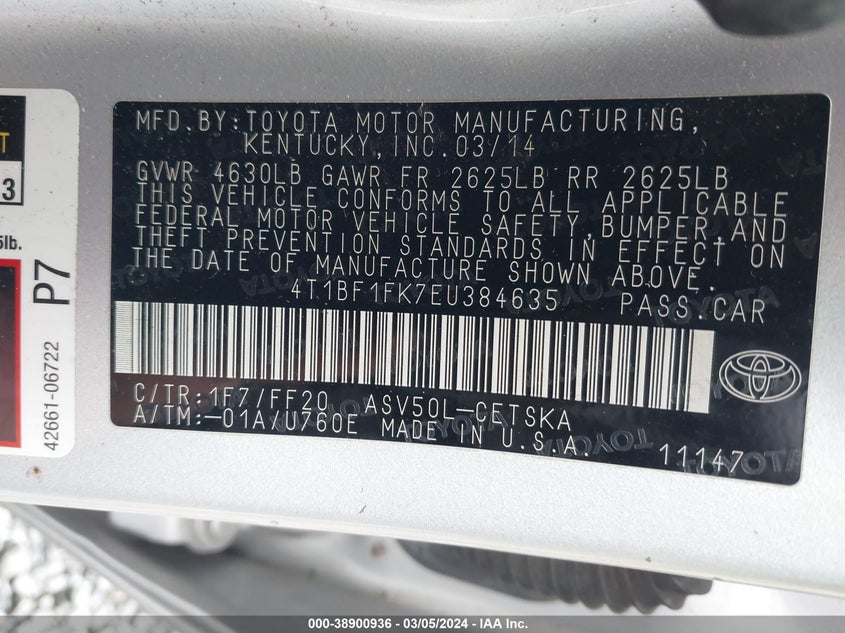 MFD.BY:TOYOTA MOTOR MANUFACTURING,
KENTUCKY,INC.03/14
GVWR 4630LB GAWR FR 2625LB RR 2625LB
THIS VEHICLE CONFORMS TO ALL APPLICABLE
FEDERAL MOTOR VEHICLE SAFETY,BUMPER,AND
THEFT PREVENTION STANDARDS IN EFFECT ON
THE DATE OF MANUFACTURE SHOWN ABOVE.
4T1BF1FK7EU384635 PASS.CAR
C/TR:1F7/FF20 ASV50L-CETSKA
A/TM:-01A/U760E MADE IN U.S.A.
11147
TOYOTA
3
5lb.
P7
42661-06722
000-38900936 - 03/05/2024 - IAA Inc.